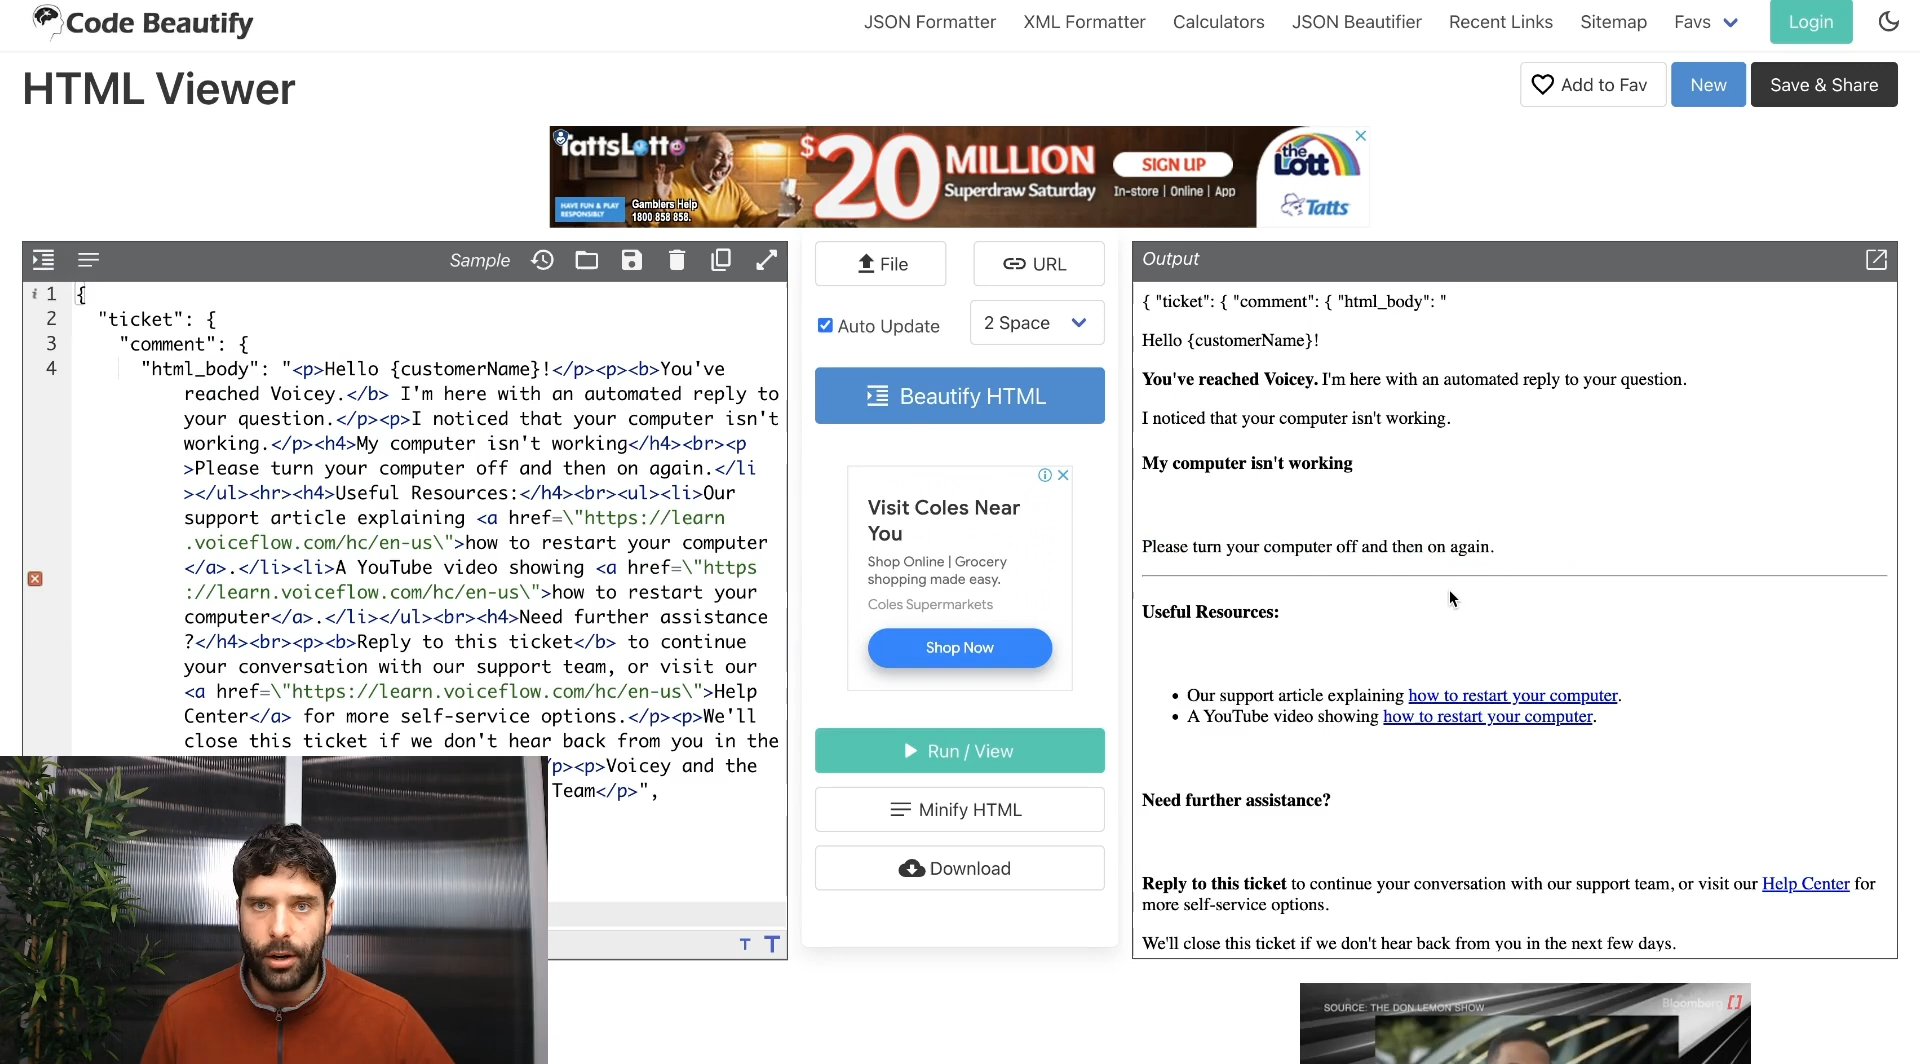 Code Beautify
JSON Formatter XML Formatter Calculators JSON Beautifier Recent Links Sitemap Favs Login
HTML Viewer
Add to Fav New Save & Share
TattsLotto $20 MILLION Superdraw Saturday
SIGN UP
In-store | Online | App
the Lott
Tatts
HAVE FUN & PLAY RESPONSIBLY
Gamblers Help
1800 858 858.
Sample
1 {
2 "ticket": {
3 "comment": {
4 "html_body": "<p>Hello {customerName}!</p><p><b>You've
reached Voicey.</b> I'm here with an automated reply to
your question.</p><p>I noticed that your computer isn't
working.</p><h4>My computer isn't working</h4><br><p
>Please turn your computer off and then on again.</li
></ul><hr><h4>Useful Resources:</h4><br><ul><li>Our
support article explaining <a href=\"https://learn
.voiceflow.com/hc/en-us\">how to restart your computer
</a>.</li><li>A YouTube video showing <a href=\"https
://learn.voiceflow.com/hc/en-us\">how to restart your
computer</a>.</li></ul><br><h4>Need further assistance
?</h4><br><p><b>Reply to this ticket</b> to continue
your conversation with our support team, or visit our
<a href=\"https://learn.voiceflow.com/hc/en-us\">Help
Center</a> for more self-service options.</p><p>We'll
close this ticket if we don't hear back from you in the
p><p>Voicey and the
Team</p>",
T T
File URL
Auto Update 2 Space
Beautify HTML
Visit Coles Near
You
Shop Online | Grocery
shopping made easy.
Coles Supermarkets
Shop Now
Run / View
Minify HTML
Download
Output
{ "ticket": { "comment": { "html_body": "
Hello {customerName}!
You've reached Voicey. I'm here with an automated reply to your question.
I noticed that your computer isn't working.
My computer isn't working
Please turn your computer off and then on again.
Useful Resources:
• Our support article explaining how to restart your computer.
• A YouTube video showing how to restart your computer.
Need further assistance?
Reply to this ticket to continue your conversation with our support team, or visit our Help Center for
more self-service options.
We'll close this ticket if we don't hear back from you in the next few days.
SOURCE: THE DON LEMON SHOW
Bloomberg